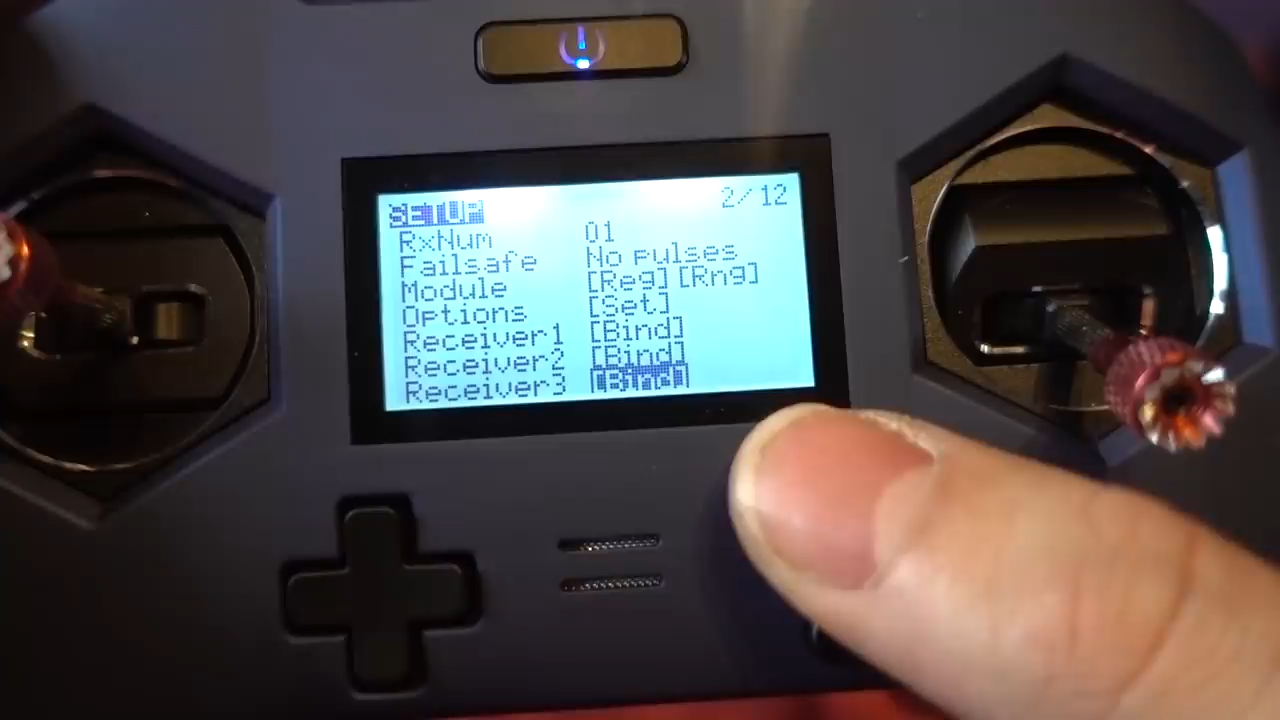 SETUP 2/12
RxNum 01
Failsafe No pulses
Module [Reg] [Rng]
Options [Set]
Receiver1 [Bind]
Receiver2 [Bind]
Receiver3 [Bind]